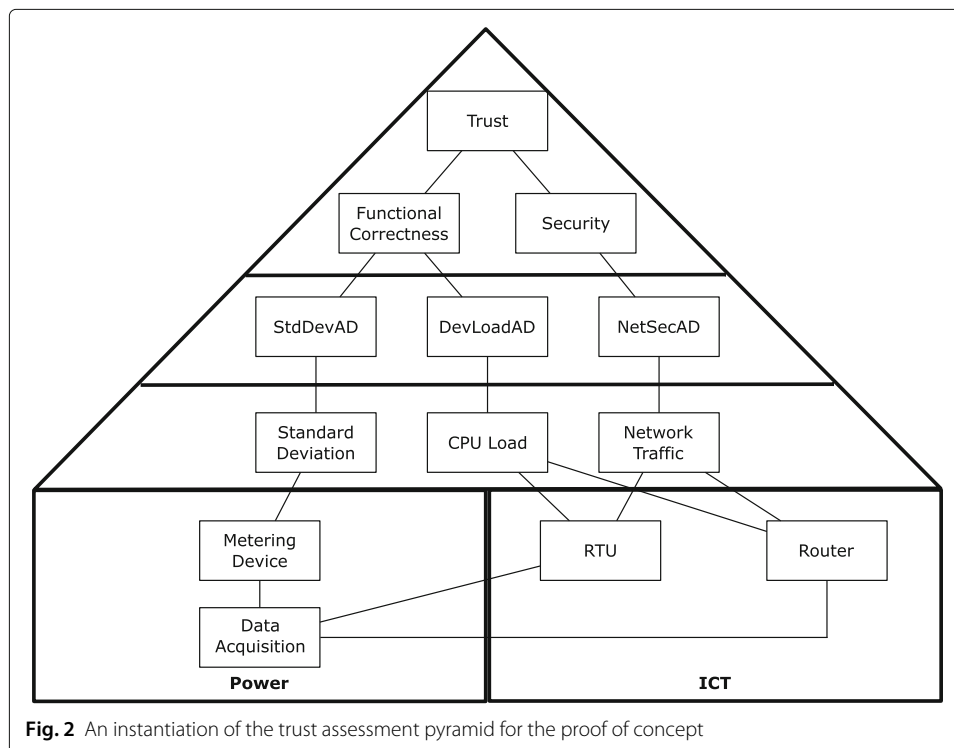 Trust
Functional
Correctness
Security
StdDevAD
DevLoadAD
NetSecAD
Standard
Deviation
CPU Load
Network
Traffic
Metering
Device
RTU
Router
Data
Acquisition
Power
ICT
Fig. 2 An instantiation of the trust assessment pyramid for the proof of concept